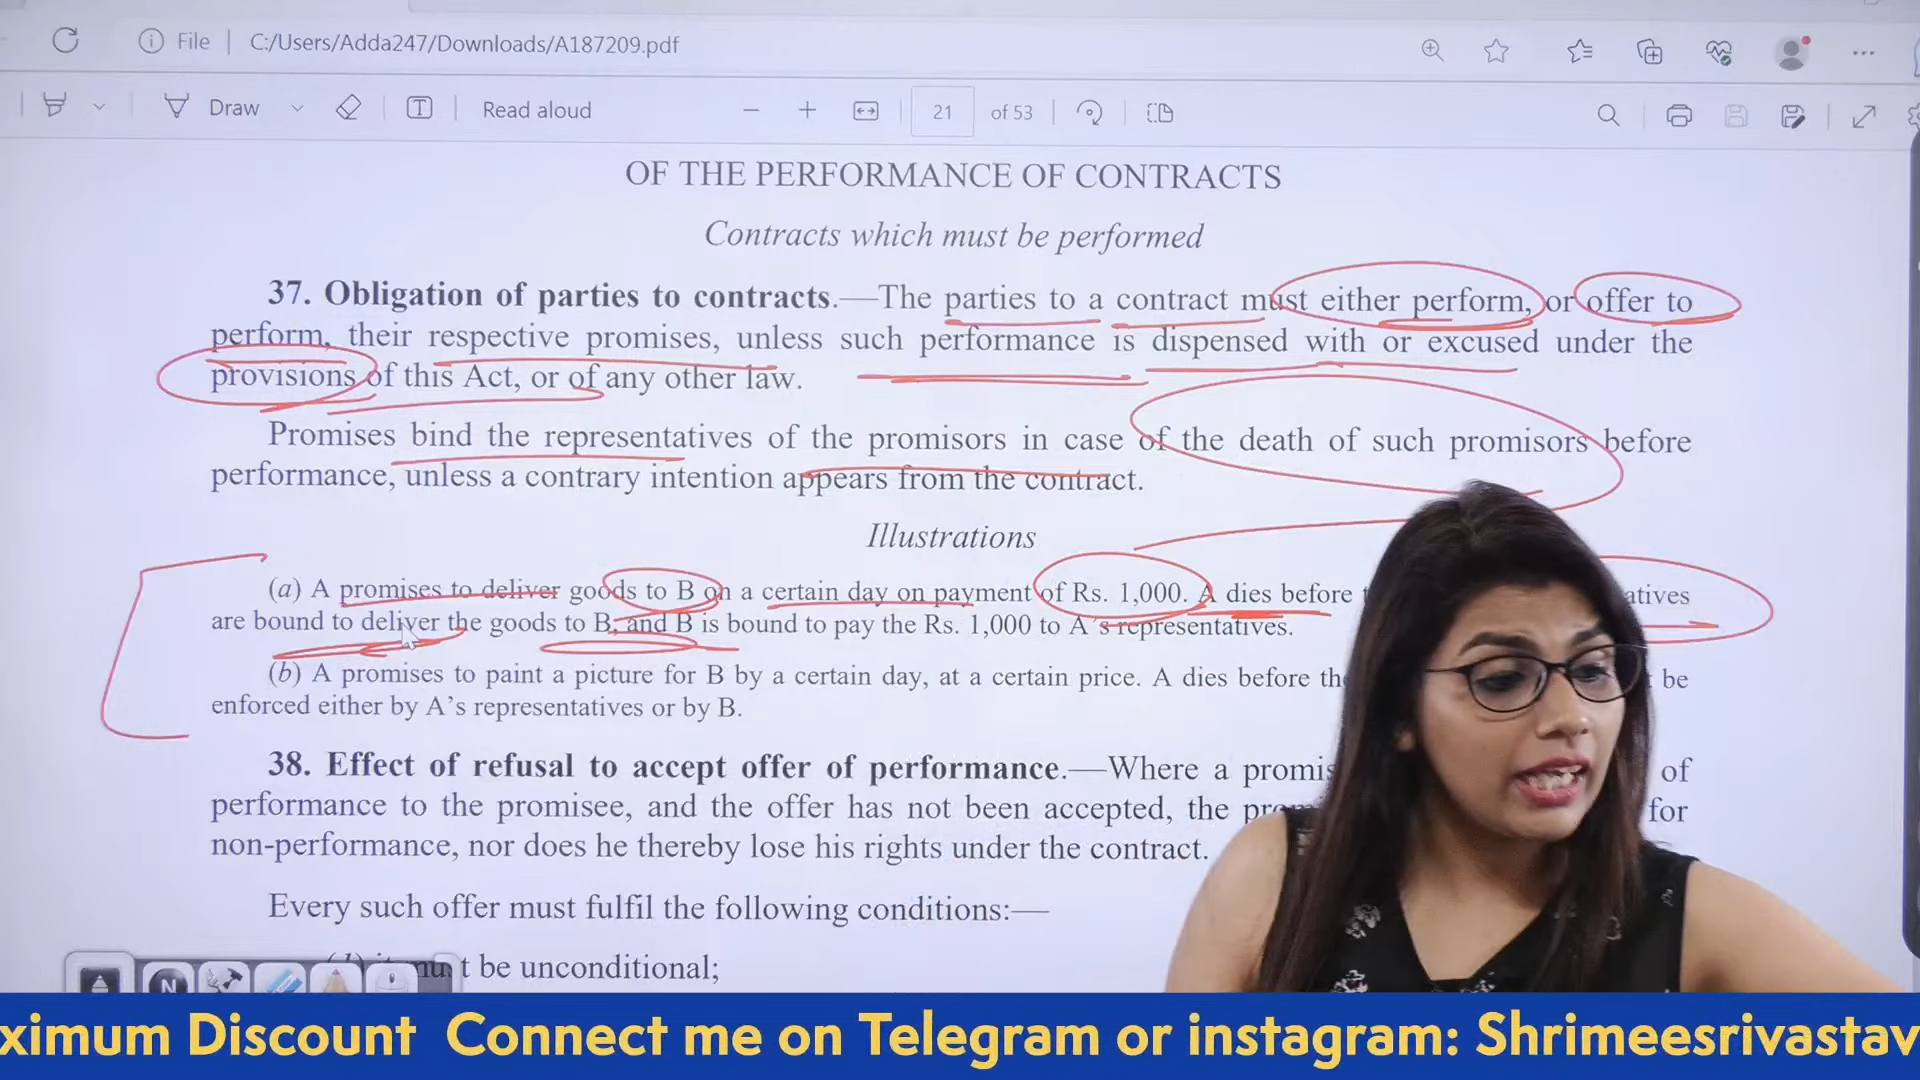 File | C:/Users/Adda247/Downloads/A187209.pdf
Draw Read aloud 21 of 53
OF THE PERFORMANCE OF CONTRACTS
Contracts which must be performed
37. Obligation of parties to contracts.—The parties to a contract must either perform, or offer to
perform, their respective promises, unless such performance is dispensed with or excused under the
provisions of this Act, or of any other law.
Promises bind the representatives of the promisors in case of the death of such promisors before
performance, unless a contrary intention appears from the contract.
Illustrations
(a) A promises to deliver goods to B on a certain day on payment of Rs. 1,000. A dies before atives
are bound to deliver the goods to B; and B is bound to pay the Rs. 1,000 to A's representatives.
(b) A promises to paint a picture for B by a certain day, at a certain price. A dies before the be
enforced either by A's representatives or by B.
38. Effect of refusal to accept offer of performance.—Where a promis of
performance to the promisee, and the offer has not been accepted, the for
non-performance, nor does he thereby lose his rights under the contract.
Every such offer must fulfil the following conditions:—
must be unconditional;
ximum Discount Connect me on Telegram or instagram: Shrimeesrivastav